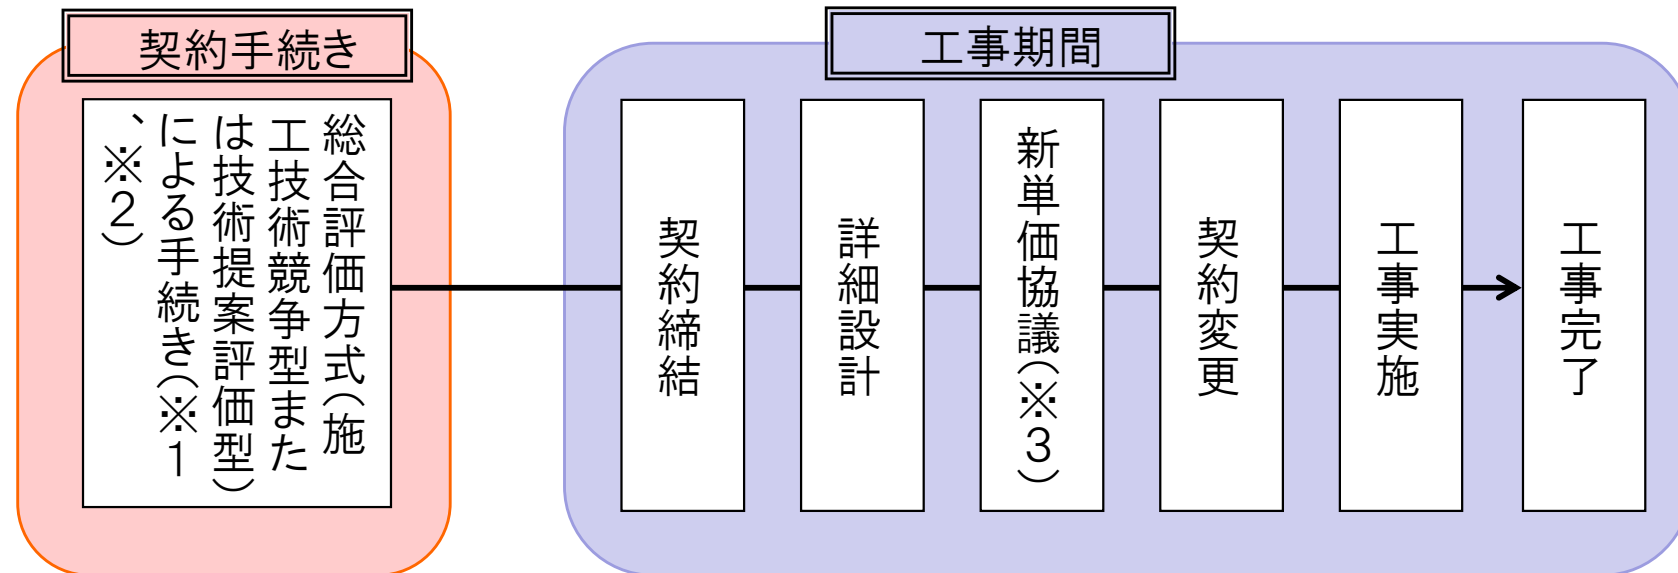 契約手続き
総合評価方式（施
工技術競争型また
は技術提案評価型）
による手続き（※１
、※２）
工事期間
契約締結
詳細設計
新単価協議（※３）
契約変更
工事実施
工事完了